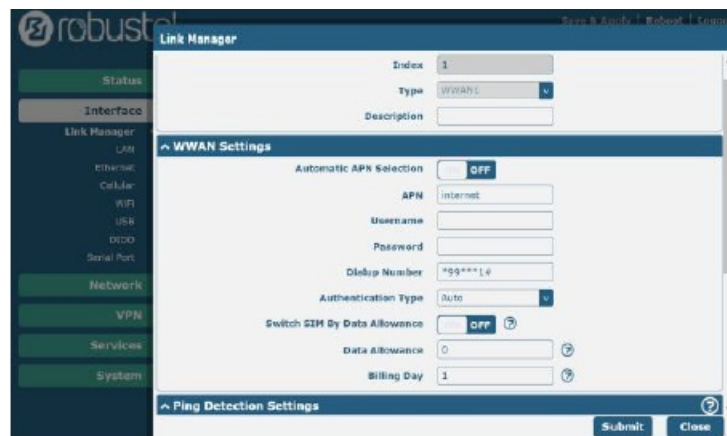 robustel
Save & Apply | Reboot | Logout
Link Manager
Status
Interface
Link Manager
LAN
Ethernet
Cellular
WiFi
USB
DIDO
Serial Port
Network
VPN
Services
System
Index 1
Type WWAN1 v
Description
^ WWAN Settings
Automatic APN Selection OFF
APN internet
Username
Password
Dialup Number *99***1#
Authentication Type Auto v
Switch SIM By Data Allowance OFF ?
Data Allowance 0 ?
Billing Day 1 ?
^ Ping Detection Settings ?
Submit Close